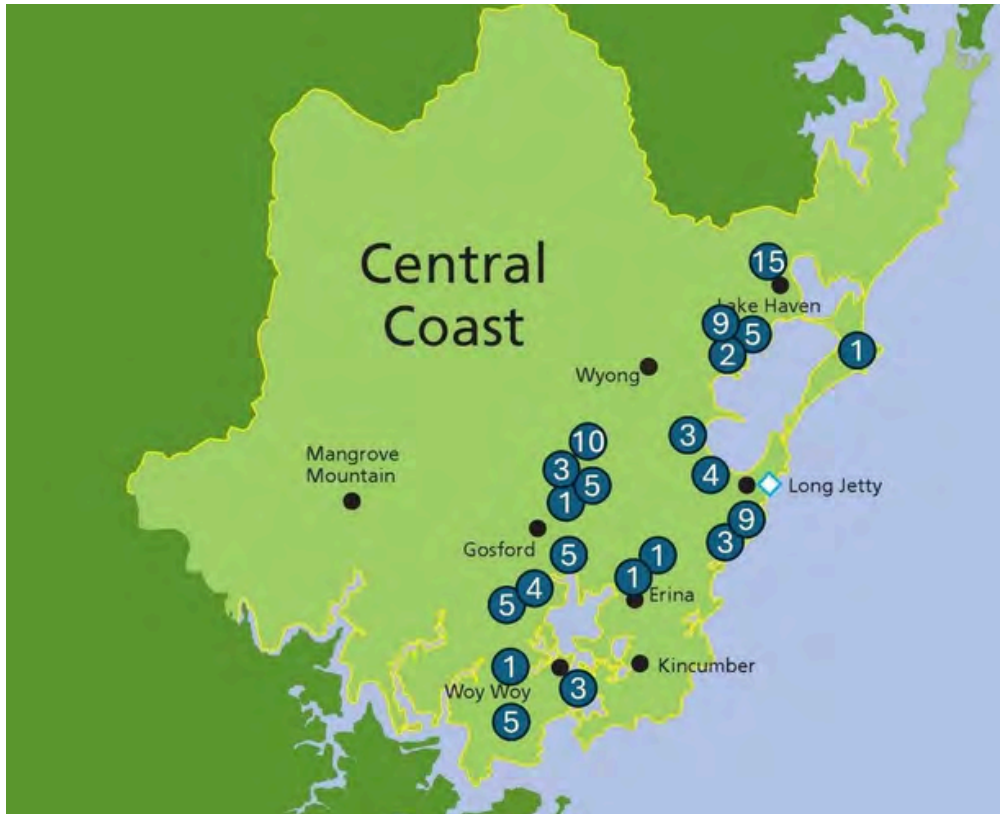 Central
Coast
15
Lake Haven
9
5
2
1
Wyong
3
10
Mangrove
Mountain
3
4
5
1
Long Jetty
9
3
Gosford
5
1
1
4
5
Erina
1
Kincumber
Woy Woy
3
5